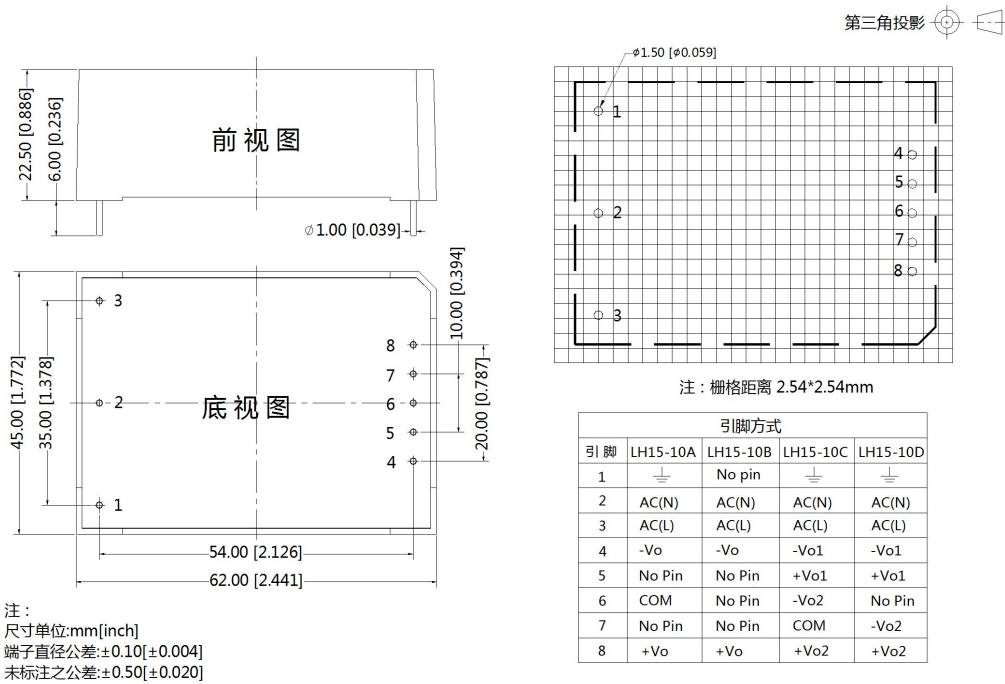 第三角投影
⌀1.50 [⌀0.059]
前视图
22.50 [0.886]
6.00 [0.236]
⌀1.00 [0.039]
1
2
3
4
5
6
7
8
注：栅格距离 2.54*2.54mm
底视图
3
2
1
8
7
6
5
4
10.00 [0.394]
20.00 [0.787]
45.00 [1.772]
35.00 [1.378]
54.00 [2.126]
62.00 [2.441]
引脚方式
引 脚 LH15-10A LH15-10B LH15-10C LH15-10D
1 ⏚ No pin ⏚ ⏚
2 AC(N) AC(N) AC(N) AC(N)
3 AC(L) AC(L) AC(L) AC(L)
4 -Vo -Vo -Vo1 -Vo1
5 No Pin No Pin +Vo1 +Vo1
6 COM No Pin -Vo2 No Pin
7 No Pin No Pin COM -Vo2
8 +Vo +Vo +Vo2 +Vo2
注：
尺寸单位:mm[inch]
端子直径公差:±0.10[±0.004]
未标注之公差:±0.50[±0.020]